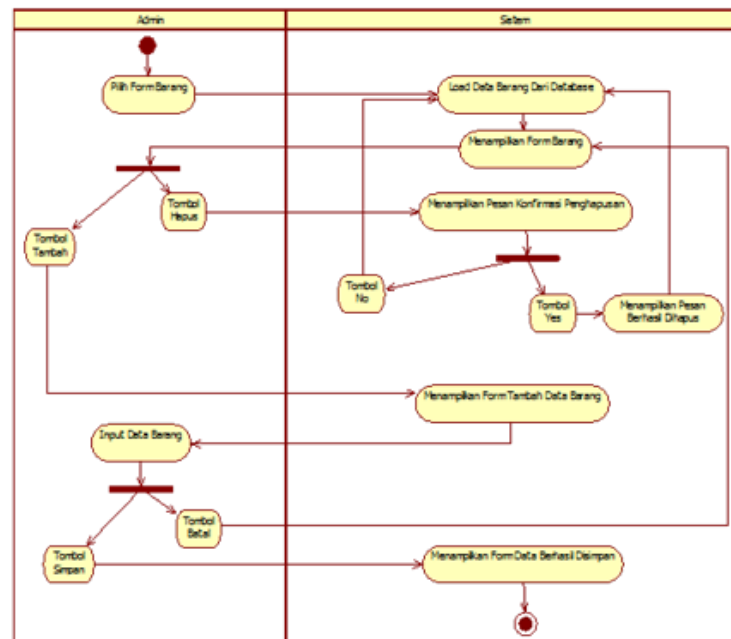 Admin
Sistem
Pilih Form Barang
Load Data Barang Dari Database
Menampilkan Form Barang
Tombol
Hapus
Menampilkan Pesan Konfirmasi Penghapusan
Tombol
Tambah
Tombol
No
Tombol
Yes
Menampilkan Pesan
Berhasil Dihapus
Menampilkan Form Tambah Data Barang
Input Data Barang
Tombol
Batal
Tombol
Simpan
Menampilkan Form Data Berhasil Disimpan